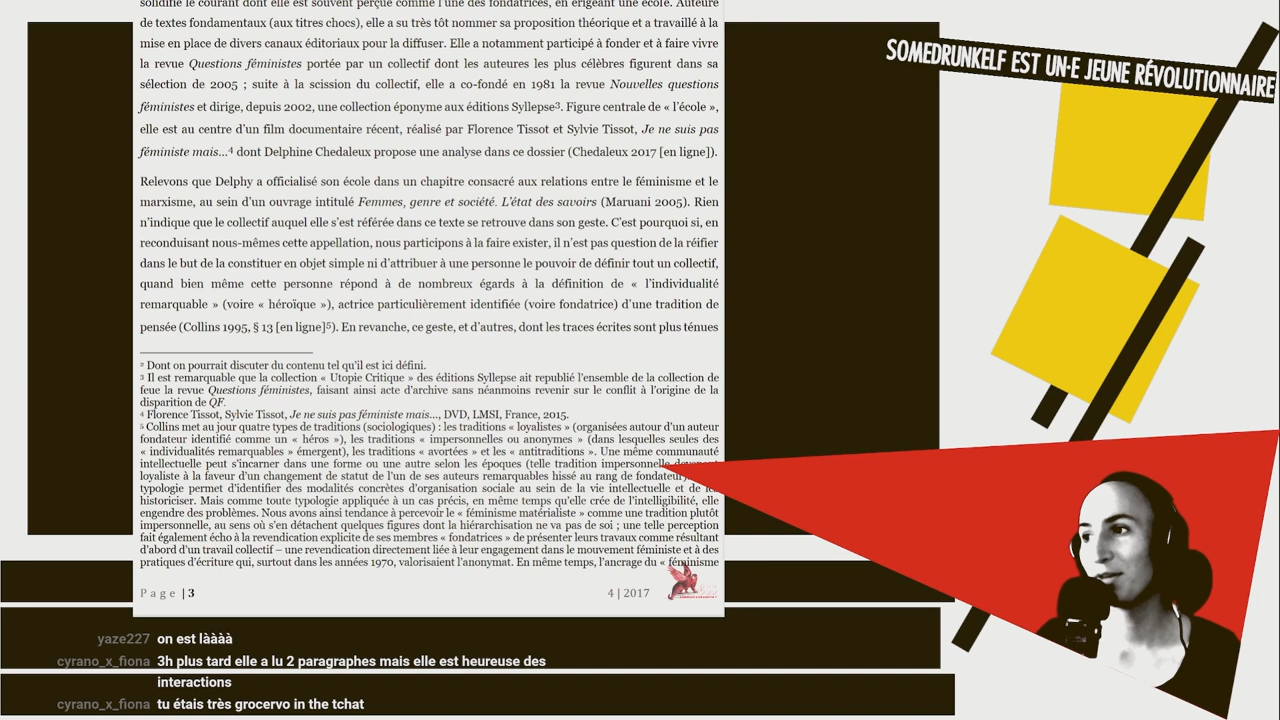 solidifié le courant dont elle est souvent perçue comme l'une des fondatrices, en érigeant une école. Auteure
de textes fondamentaux (aux titres chocs), elle a su très tôt nommer sa proposition théorique et a travaillé à la
mise en place de divers canaux éditoriaux pour la diffuser. Elle a notamment participé à fonder et à faire vivre
la revue Questions féministes portée par un collectif dont les auteures les plus célèbres figurent dans sa
sélection de 2005 ; suite à la scission du collectif, elle a co-fondé en 1981 la revue Nouvelles questions
féministes et dirige, depuis 2002, une collection éponyme aux éditions Syllepse3. Figure centrale de « l'école »,
elle est au centre d'un film documentaire récent, réalisé par Florence Tissot et Sylvie Tissot, Je ne suis pas
féministe mais...4 dont Delphine Chedaleux propose une analyse dans ce dossier (Chedaleux 2017 [en ligne]).
Relevons que Delphy a officialisé son école dans un chapitre consacré aux relations entre le féminisme et le
marxisme, au sein d'un ouvrage intitulé Femmes, genre et société. L'état des savoirs (Maruani 2005). Rien
n'indique que le collectif auquel elle s'est référée dans ce texte se retrouve dans son geste. C'est pourquoi si, en
reconduisant nous-mêmes cette appellation, nous participons à la faire exister, il n'est pas question de la réifier
dans le but de la constituer en objet simple ni d'attribuer à une personne le pouvoir de définir tout un collectif,
quand bien même cette personne répond à de nombreux égards à la définition de « l'individualité
remarquable » (voire « héroïque »), actrice particulièrement identifiée (voire fondatrice) d'une tradition de
pensée (Collins 1995, § 13 [en ligne]5). En revanche, ce geste, et d'autres, dont les traces écrites sont plus ténues
2 Dont on pourrait discuter du contenu tel qu'il est ici défini.
3 Il est remarquable que la collection « Utopie Critique » des éditions Syllepse ait republié l'ensemble de la collection de
feue la revue Questions féministes, faisant ainsi acte d'archive sans néanmoins revenir sur le conflit à l'origine de la
disparition de QF.
4 Florence Tissot, Sylvie Tissot, Je ne suis pas féministe mais..., DVD, LMSI, France, 2015.
5 Collins met au jour quatre types de traditions (sociologiques) : les traditions « loyalistes » (organisées autour d'un auteur
fondateur identifié comme un « héros »), les traditions « impersonnelles ou anonymes » (dans lesquelles seules des
« individualités remarquables » émergent), les traditions « avortées » et les « antitraditions ». Une même communauté
intellectuelle peut s'incarner dans une forme ou une autre selon les époques (telle tradition impersonnelle
loyaliste à la faveur d'un changement de statut de l'un de ses auteurs remarquables hissé au rang de
typologie permet d'identifier des modalités concrètes d'organisation sociale au sein de la vie intellectuelle et de
historiciser. Mais comme toute typologie appliquée à un cas précis, en même temps qu'elle crée de l'intelligibilité, elle
engendre des problèmes. Nous avons ainsi tendance à percevoir le « féminisme matérialiste » comme une tradition plutôt
impersonnelle, au sens où s'en détachent quelques figures dont la hiérarchisation ne va pas de soi ; une telle perception
fait également écho à la revendication explicite de ses membres « fondatrices » de présenter leurs travaux comme résultant
d'abord d'un travail collectif – une revendication directement liée à leur engagement dans le mouvement féministe et à des
pratiques d'écriture qui, surtout dans les années 1970, valorisaient l'anonymat. En même temps, l'ancrage du « féminisme
Page | 3
4 | 2017
SOMEDRUNKELF EST UN·E JEUNE RÉVOLUTIONNAIRE
yaze227 on est làààà
cyrano_x_fiona 3h plus tard elle a lu 2 paragraphes mais elle est heureuse des
interactions
cyrano_x_fiona tu étais très grocervo in the tchat